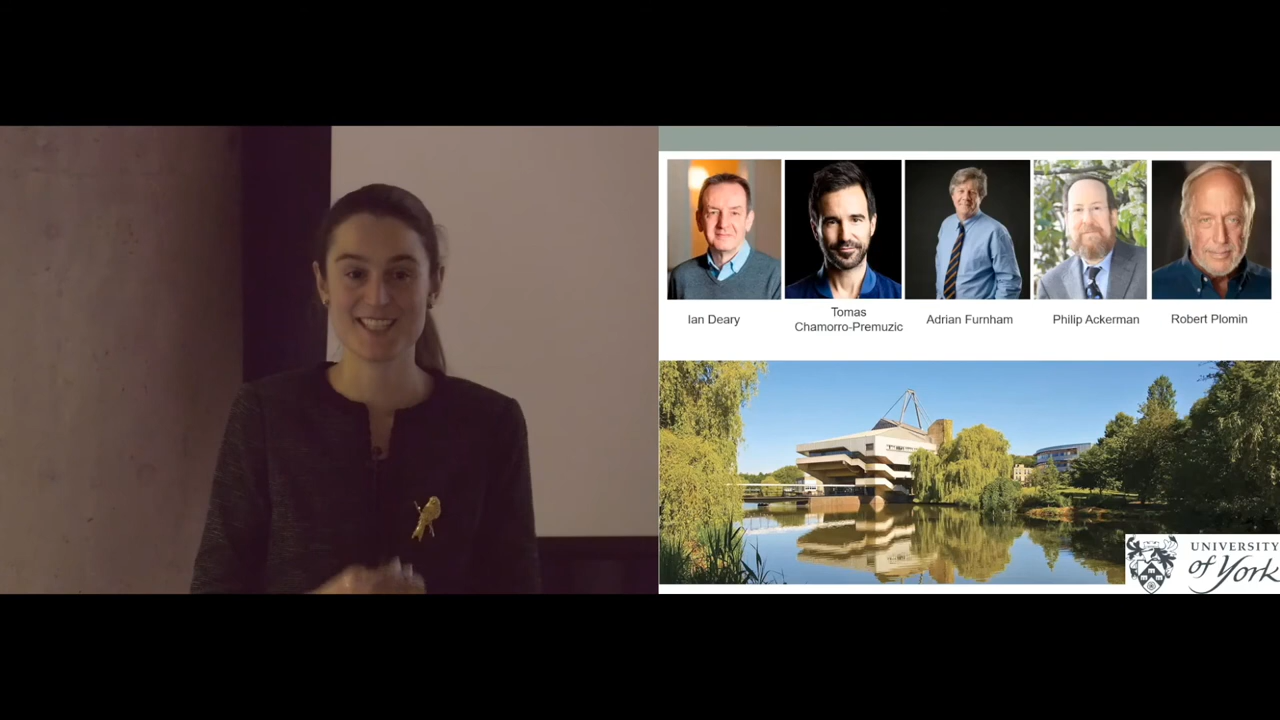 Ian Deary
Tomas
Chamorro-Premuzic
Adrian Furnham
Philip Ackerman
Robert Plomin
UNIVERSITY
of York